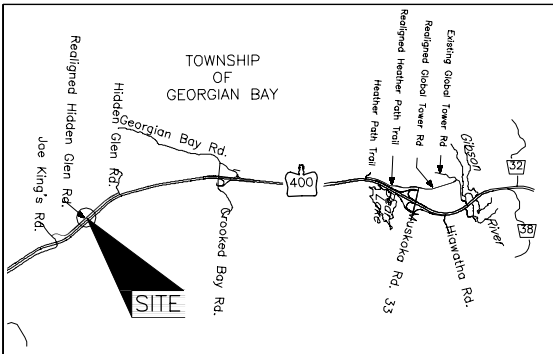 TOWNSHIP
OF
GEORGIAN BAY
Joe King's Rd.
Realigned Hidden Glen Rd.
Hidden Glen Rd.
Georgian Bay Rd.
Crooked Bay Rd.
400
Heather Path Trail
Realigned Heather Path Trail
Realigned Global Tower Rd
Existing Global Tower Rd
Lake
Muskoka Rd. 33
Gibson
River
Hiawatha Rd.
32
38
SITE